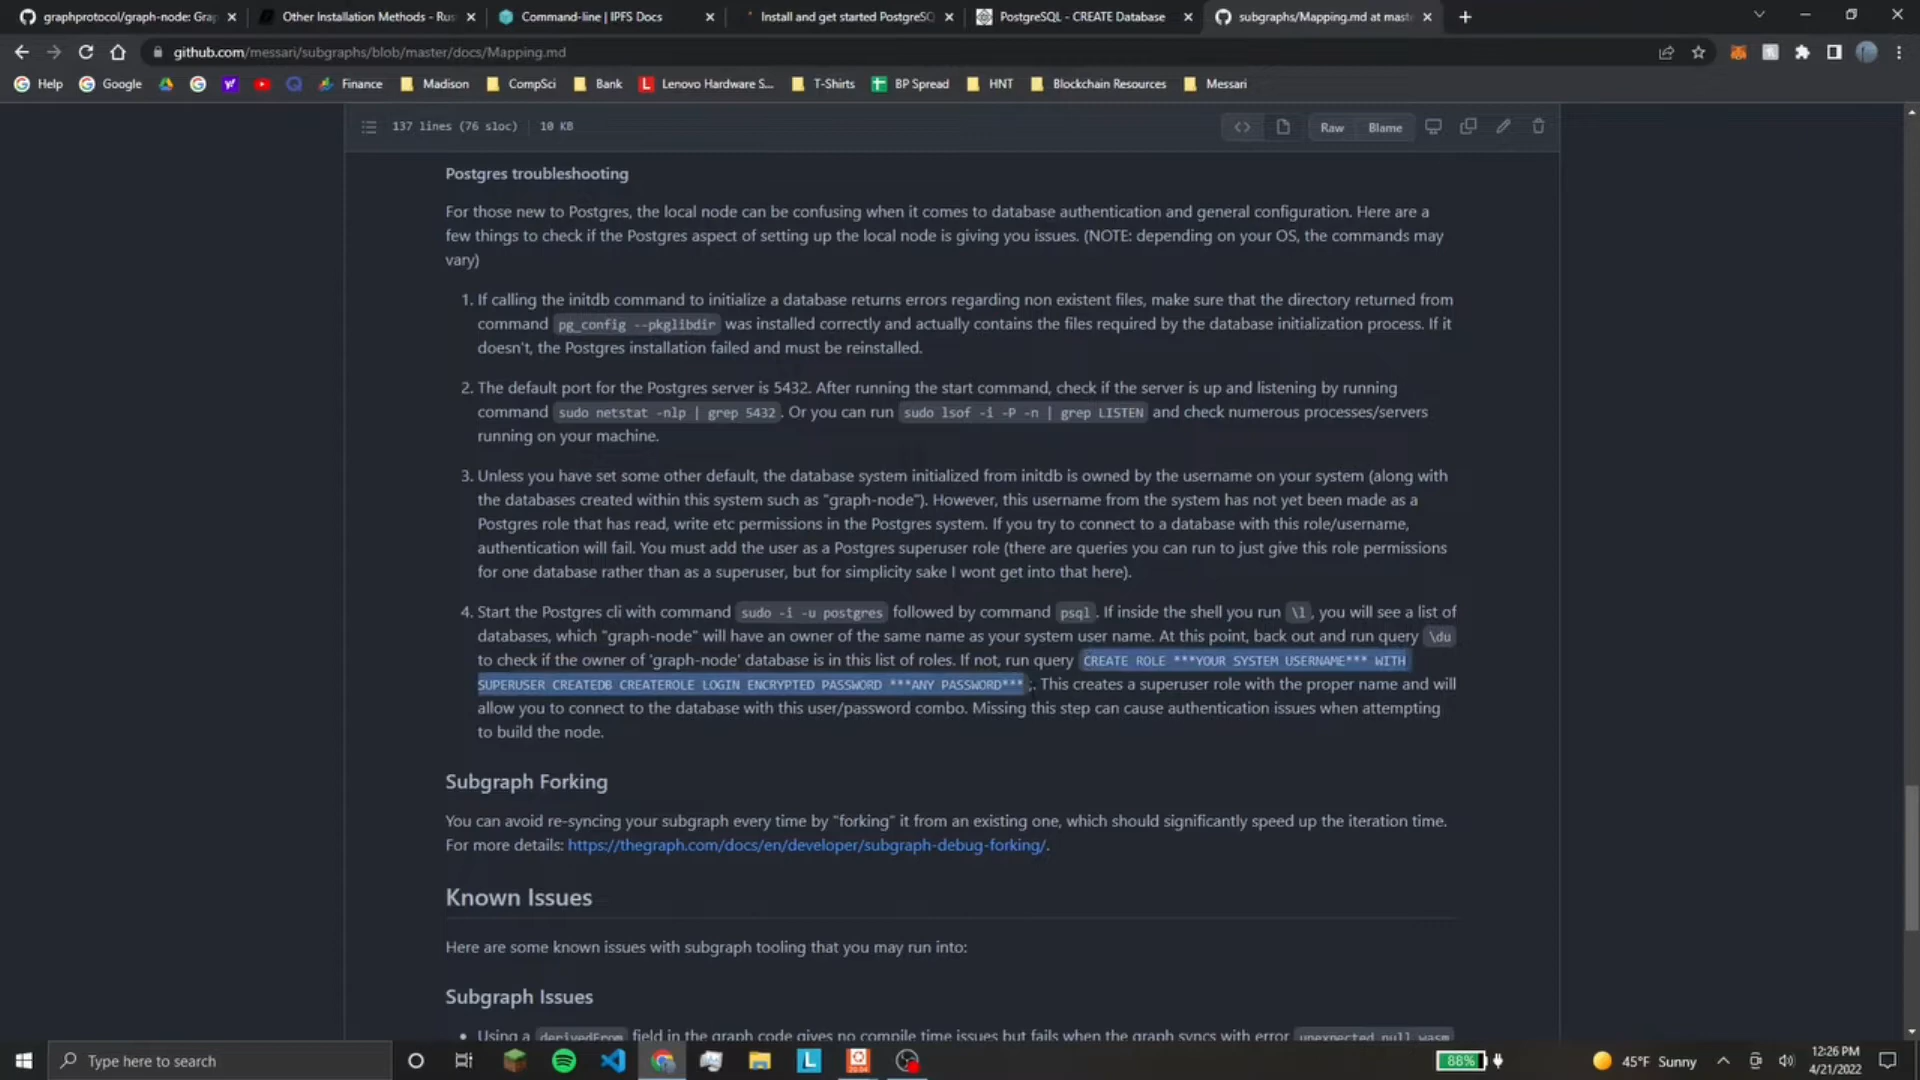 graphprotocol/graph-node: Gra
Other Installation Methods - Rus
Command-line | IPFS Docs
Install and get started PostgreSQ
PostgreSQL - CREATE Database
subgraphs/Mapping.md at mast
github.com/messari/subgraphs/blob/master/docs/Mapping.md
Help
Google
Finance
Madison
CompSci
Bank
Lenovo Hardware S...
T-Shirts
BP Spread
HNT
Blockchain Resources
Messari
137 lines (76 sloc) | 10 KB
Raw
Blame
Postgres troubleshooting
For those new to Postgres, the local node can be confusing when it comes to database authentication and general configuration. Here are a
few things to check if the Postgres aspect of setting up the local node is giving you issues. (NOTE: depending on your OS, the commands may
vary)
1. If calling the initdb command to initialize a database returns errors regarding non existent files, make sure that the directory returned from
command pg_config --pkglibdir was installed correctly and actually contains the files required by the database initialization process. If it
doesn't, the Postgres installation failed and must be reinstalled.
2. The default port for the Postgres server is 5432. After running the start command, check if the server is up and listening by running
command sudo netstat -nlp | grep 5432 . Or you can run sudo lsof -i -P -n | grep LISTEN and check numerous processes/servers
running on your machine.
3. Unless you have set some other default, the database system initialized from initdb is owned by the username on your system (along with
the databases created within this system such as "graph-node"). However, this username from the system has not yet been made as a
Postgres role that has read, write etc permissions in the Postgres system. If you try to connect to a database with this role/username,
authentication will fail. You must add the user as a Postgres superuser role (there are queries you can run to just give this role permissions
for one database rather than as a superuser, but for simplicity sake I wont get into that here).
4. Start the Postgres cli with command sudo -i -u postgres followed by command psql . If inside the shell you run \l , you will see a list of
databases, which "graph-node" will have an owner of the same name as your system user name. At this point, back out and run query \du
to check if the owner of 'graph-node' database is in this list of roles. If not, run query CREATE ROLE ***YOUR SYSTEM USERNAME*** WITH
SUPERUSER CREATEDB CREATEROLE LOGIN ENCRYPTED PASSWORD ***ANY PASSWORD*** ;. This creates a superuser role with the proper name and will
allow you to connect to the database with this user/password combo. Missing this step can cause authentication issues when attempting
to build the node.
Subgraph Forking
You can avoid re-syncing your subgraph every time by "forking" it from an existing one, which should significantly speed up the iteration time.
For more details: https://thegraph.com/docs/en/developer/subgraph-debug-forking/.
Known Issues
Here are some known issues with subgraph tooling that you may run into:
Subgraph Issues
• Using a derivedFrom field in the graph code gives no compile time issues but fails when the graph syncs with error unexpected null wasm
Type here to search
88%
45°F Sunny
12:26 PM
4/21/2022